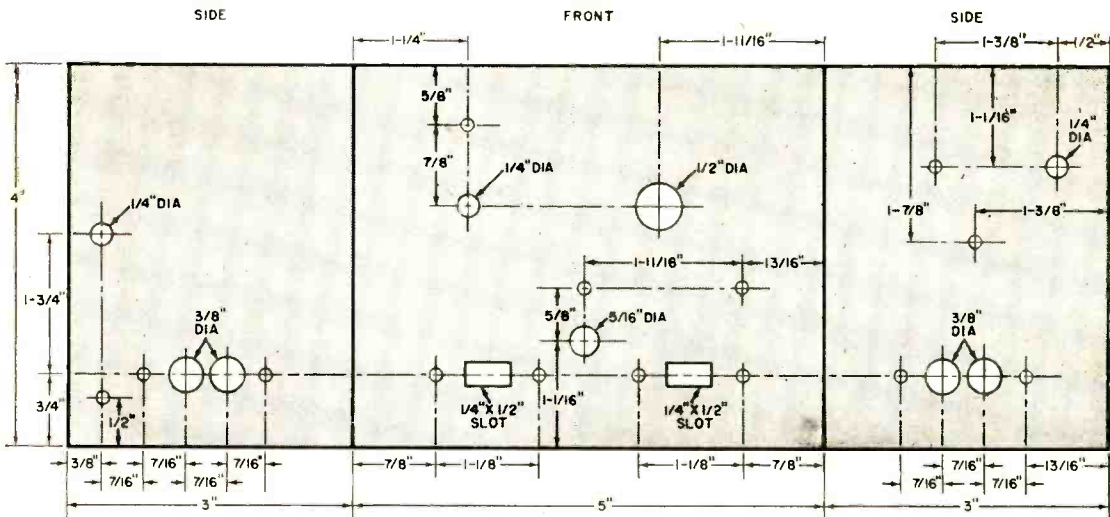 SIDE
FRONT
SIDE
1-1/4"
1-11/16"
1-3/8"
1/2"
5/8"
7/8"
1/4" DIA
1/2" DIA
1-1/16"
1/4"
DIA
4"
1/4" DIA
1-7/8"
1-3/8"
1-11/16"
13/16"
1-3/4"
3/8"
DIA
5/8"
5/16" DIA
3/8"
DIA
3/4"
1/2"
1/4" X 1/2"
SLOT
1-1/16"
1/4" X 1/2"
SLOT
3/8"
7/16"
7/16"
7/8"
1-1/8"
1-1/8"
7/8"
7/16"
13/16"
7/16"
7/16"
7/16"
7/16"
3"
5"
3"